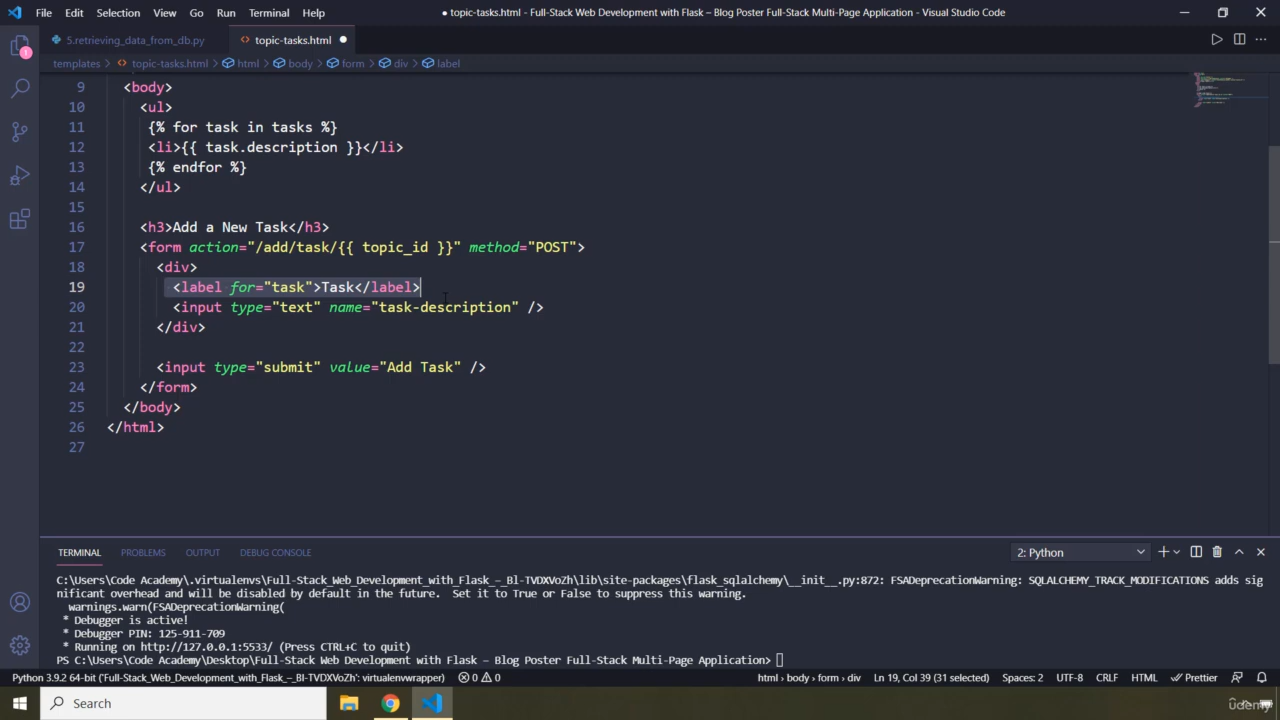 File Edit Selection View Go Run Terminal Help
● topic-tasks.html - Full-Stack Web Development with Flask – Blog Poster Full-Stack Multi-Page Application - Visual Studio Code
5.retrieving_data_from_db.py topic-tasks.html
templates > topic-tasks.html > html > body > form > div > label
9 <body>
10 <ul>
11 {% for task in tasks %}
12 <li>{{ task.description }}</li>
13 {% endfor %}
14 </ul>
15
16 <h3>Add a New Task</h3>
17 <form action="/add/task/{{ topic_id }}" method="POST">
18 <div>
19 <label for="task">Task</label>
20 <input type="text" name="task-description" />
21 </div>
22
23 <input type="submit" value="Add Task" />
24 </form>
25 </body>
26 </html>
27
TERMINAL PROBLEMS OUTPUT DEBUG CONSOLE
2: Python
C:\Users\Code Academy\.virtualenvs\Full-Stack_Web_Development_with_Flask_–_Bl-TVDXVoZh\lib\site-packages\flask_sqlalchemy\__init__.py:872: FSADeprecationWarning: SQLALCHEMY_TRACK_MODIFICATIONS adds sig
nificant overhead and will be disabled by default in the future.  Set it to True or False to suppress this warning.
warnings.warn(FSADeprecationWarning(
* Debugger is active!
* Debugger PIN: 125-911-709
* Running on http://127.0.0.1:5533/ (Press CTRL+C to quit)
PS C:\Users\Code Academy\Desktop\Full-Stack Web Development with Flask – Blog Poster Full-Stack Multi-Page Application>
Python 3.9.2 64-bit ('Full-Stack_Web_Development_with_Flask_–_Bl-TVDXVoZh': virtualenvwrapper) 0 0 html > body > form > div Ln 19, Col 39 (31 selected) Spaces: 2 UTF-8 CRLF HTML Prettier
Search
udemy